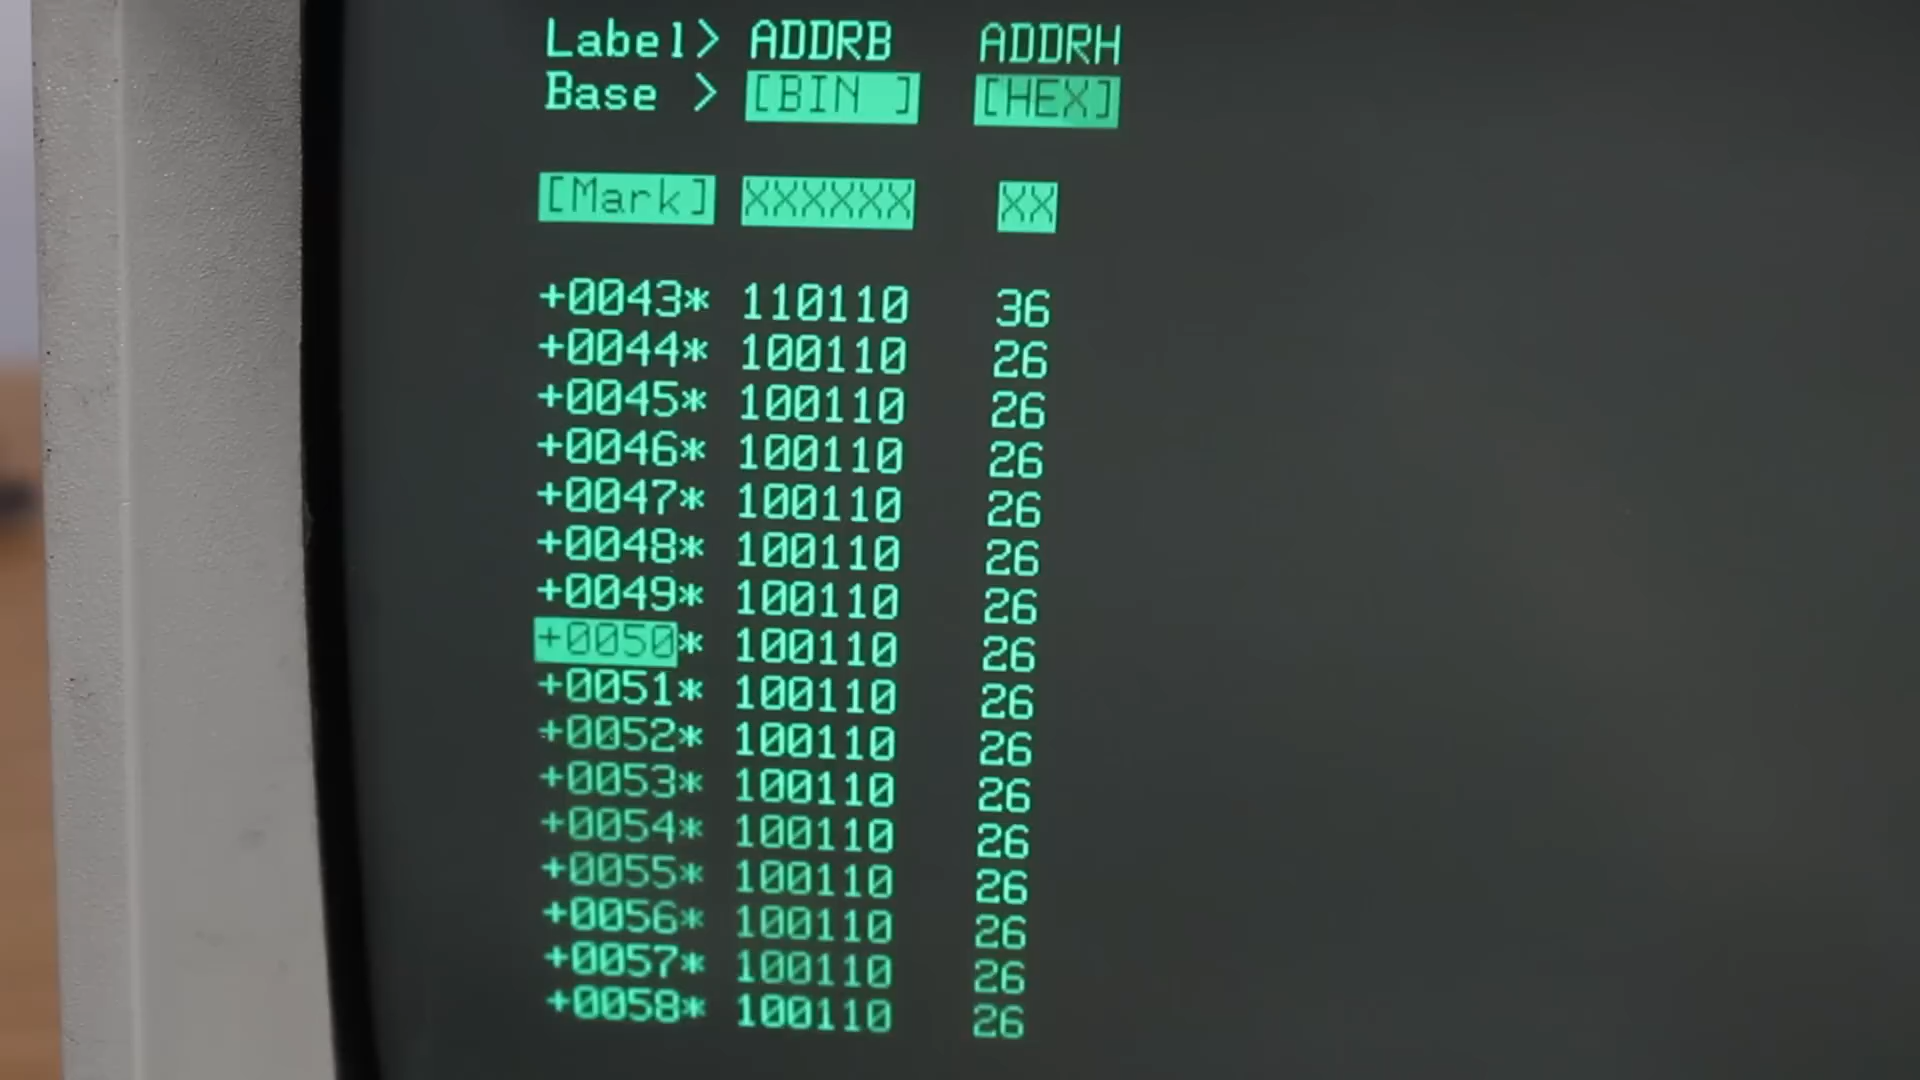 Label> ADDRB ADDRH
Base > [BIN ] [HEX]
[Mark] XXXXXX XX
+0043* 110110 36
+0044* 100110 26
+0045* 100110 26
+0046* 100110 26
+0047* 100110 26
+0048* 100110 26
+0049* 100110 26
+0050* 100110 26
+0051* 100110 26
+0052* 100110 26
+0053* 100110 26
+0054* 100110 26
+0055* 100110 26
+0056* 100110 26
+0057* 100110 26
+0058* 100110 26